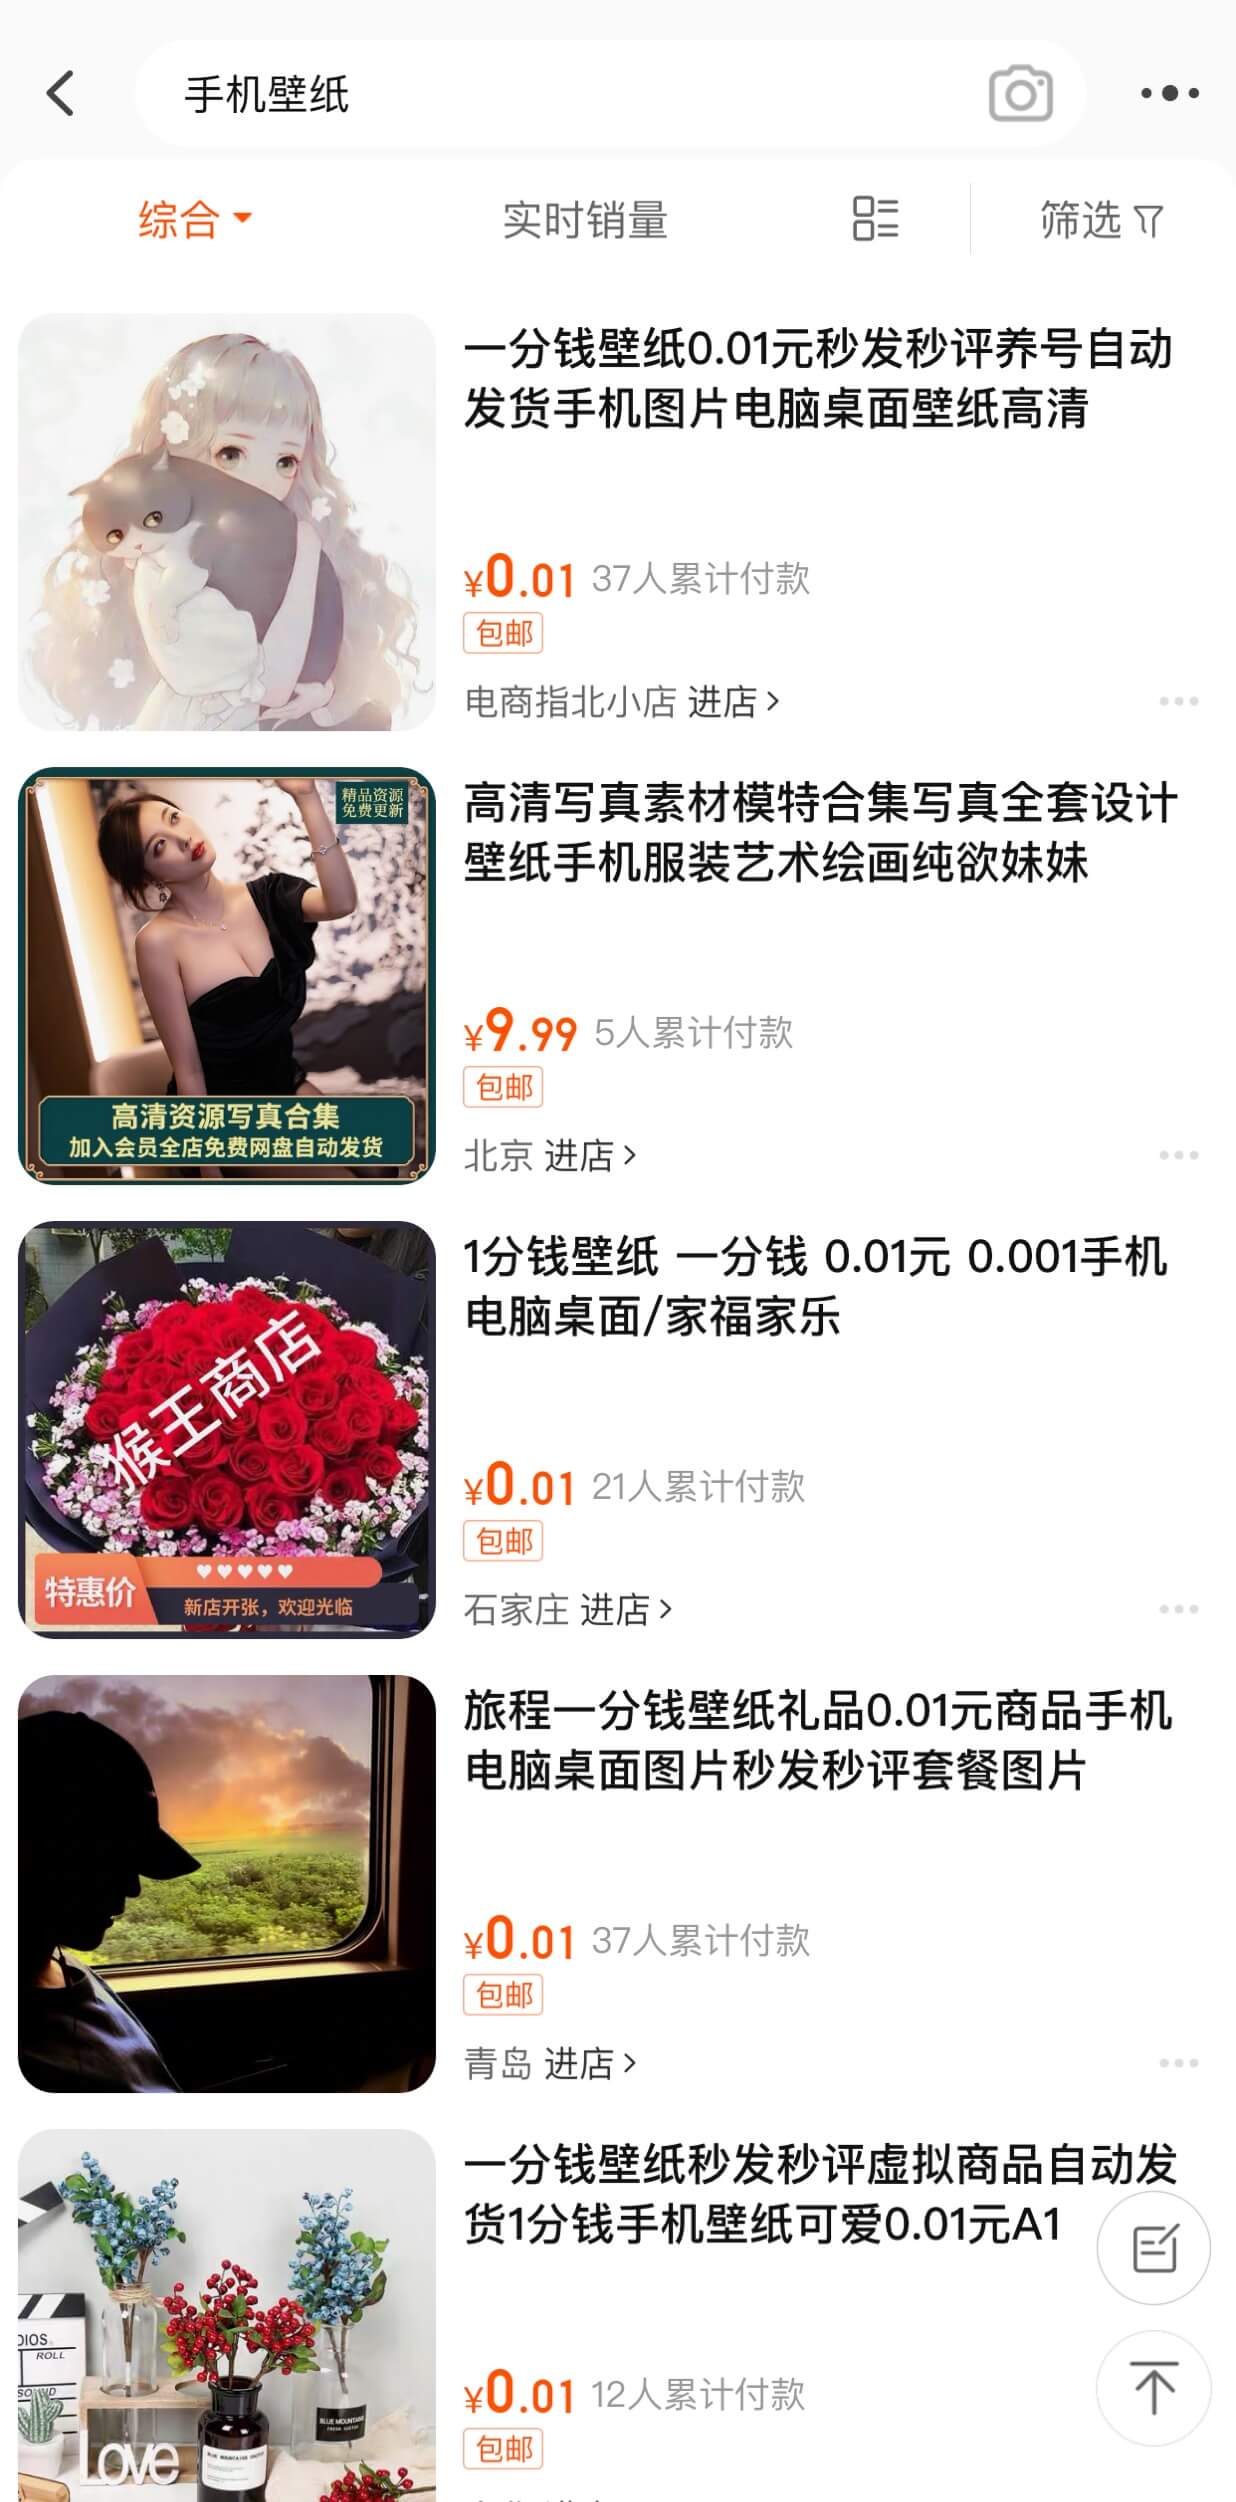 手机壁纸
综合
实时销量
筛选
一分钱壁纸0.01元秒发秒评养号自动
发货手机图片电脑桌面壁纸高清
¥0.01 37人累计付款
包邮
电商指北小店 进店
精品资源
免费更新
高清资源写真合集
加入会员全店免费网盘自动发货
高清写真素材模特合集写真全套设计
壁纸手机服装艺术绘画纯欲妹妹
¥9.99 5人累计付款
包邮
北京 进店
猴王商店
特惠价
新店开张，欢迎光临
1分钱壁纸 一分钱 0.01元 0.001手机
电脑桌面/家福家乐
¥0.01 21人累计付款
包邮
石家庄 进店
旅程一分钱壁纸礼品0.01元商品手机
电脑桌面图片秒发秒评套餐图片
¥0.01 37人累计付款
包邮
青岛 进店
ROLL
Love
BLUE MOUNTAINS
一分钱壁纸秒发秒评虚拟商品自动发
货1分钱手机壁纸可爱0.01元A1
¥0.01 12人累计付款
包邮